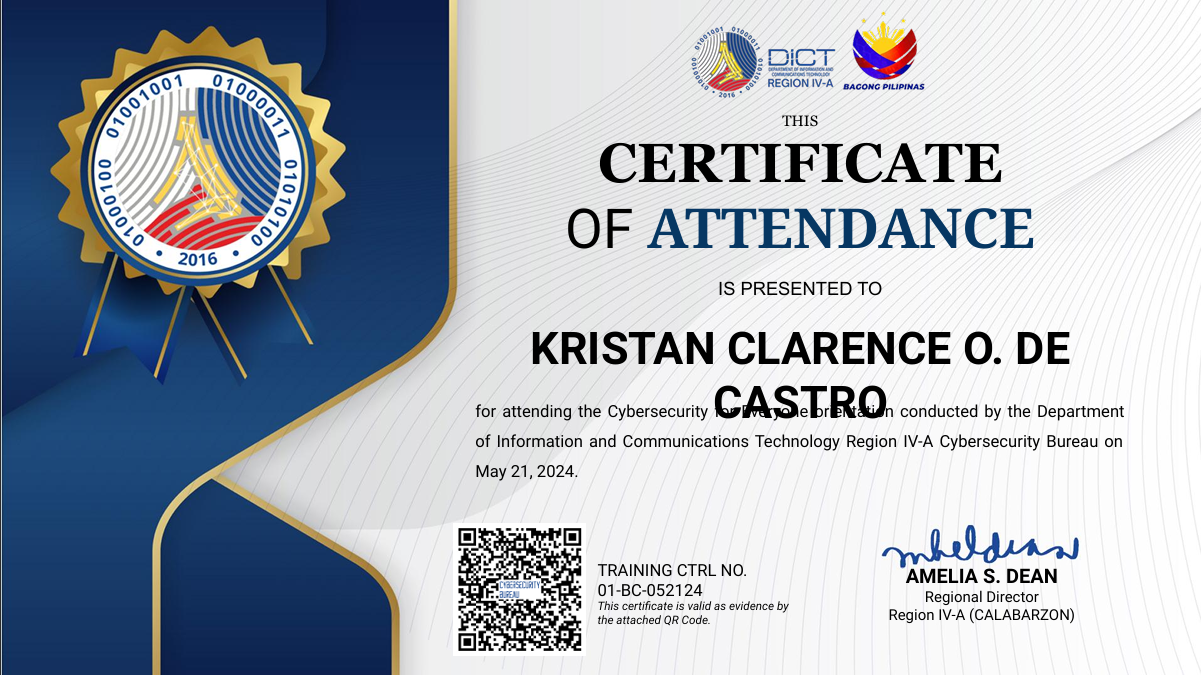 01001001 01000011 01010100 01000100
2016
01001001 01000011 01010100 01000100
2016
DICT
DEPARTMENT OF INFORMATION AND
COMMUNICATIONS TECHNOLOGY
REGION IV-A
BAGONG PILIPINAS
THIS
CERTIFICATE
OF ATTENDANCE
IS PRESENTED TO
KRISTAN CLARENCE O. DE
CASTRO
for attending the Cybersecurity for Everyone orientation conducted by the Department
of Information and Communications Technology Region IV-A Cybersecurity Bureau on
May 21, 2024.
CYBERSECURITY
BUREAU
TRAINING CTRL NO.
01-BC-052124
This certificate is valid as evidence by
the attached QR Code.
AMELIA S. DEAN
Regional Director
Region IV-A (CALABARZON)